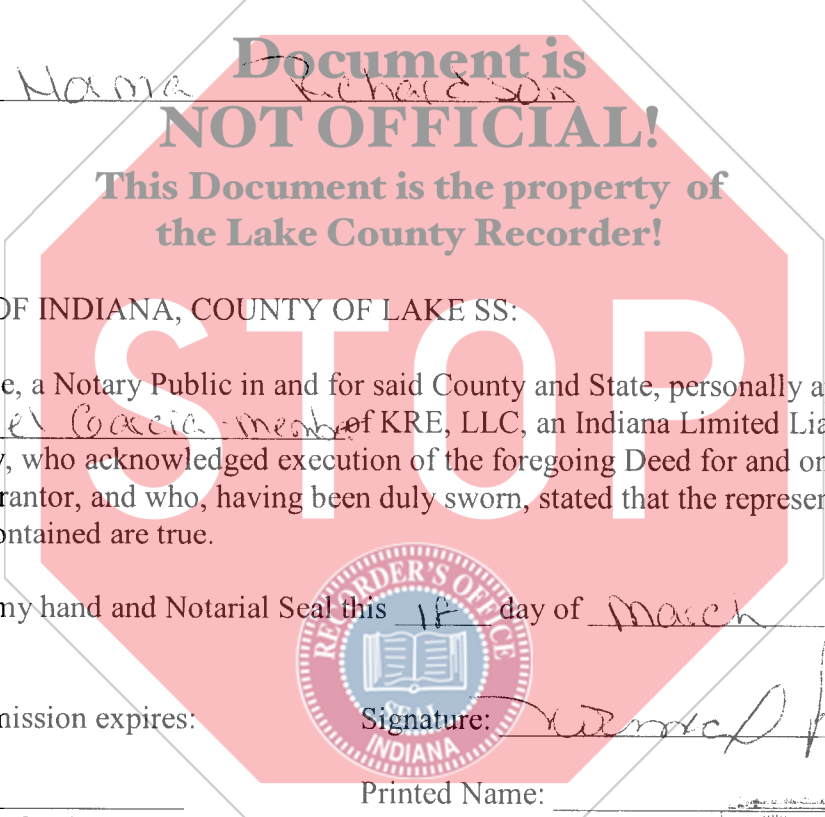 Document is
Richardson
NOT OFFICIAL!
This Document is the property of
the Lake County Recorder!
OF INDIANA, COUNTY OF LAKE SS:
STOP
e, a Notary Public in and for said County and State, personally a
el Garcia - member of KRE, LLC, an Indiana Limited Lia
y, who acknowledged execution of the foregoing Deed for and on
rantor, and who, having been duly sworn, stated that the represen
ontained are true.
my hand and Notarial Seal this day of March
RECORDER'S OFFICE
SEAL
INDIANA
mission expires: Signature:
Printed Name: